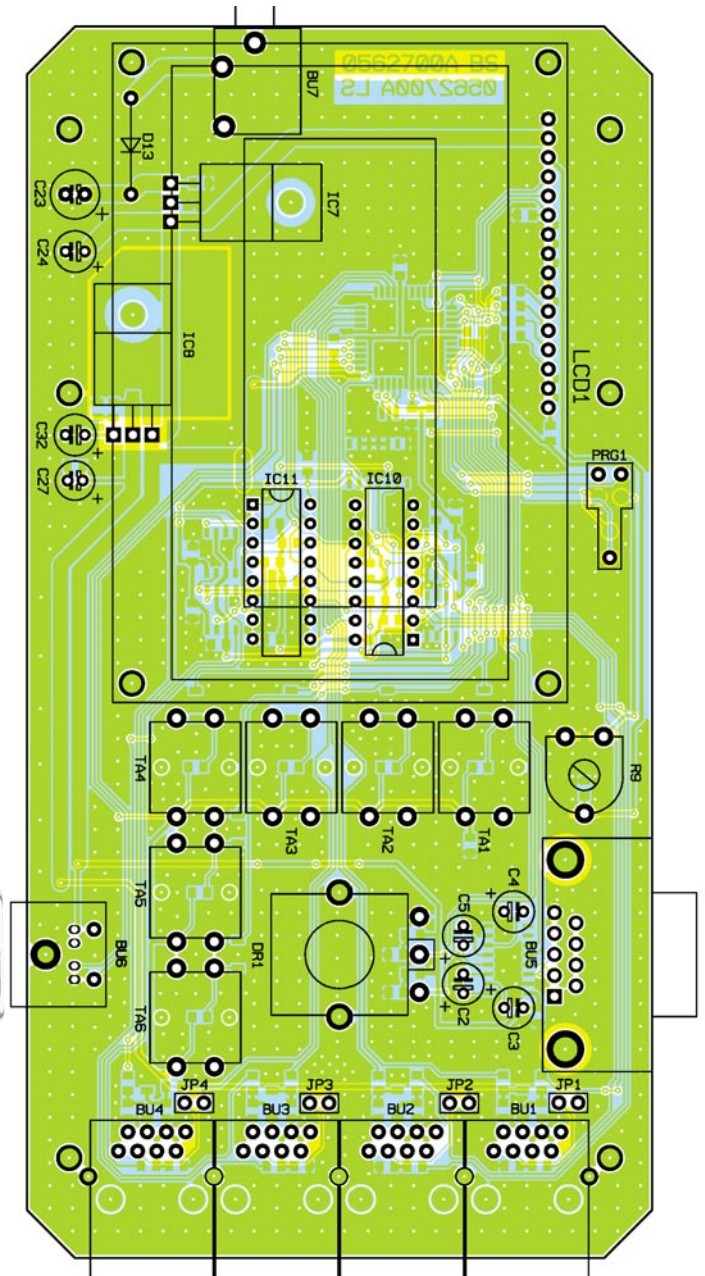 0562700A BS
0562700A LS
BU7
D13
C23
IC7
C24
+
+
IC8
LCD1
C32
+
PRG1
C27
+
IC11
IC10
TA4
TA3
TA2
TA1
R9
C4
+
TA5
C5
BU6
DR1
+
BU5
+
C2
+
C3
TA6
JP4
JP3
JP2
JP1
BU4
BU3
BU2
BU1